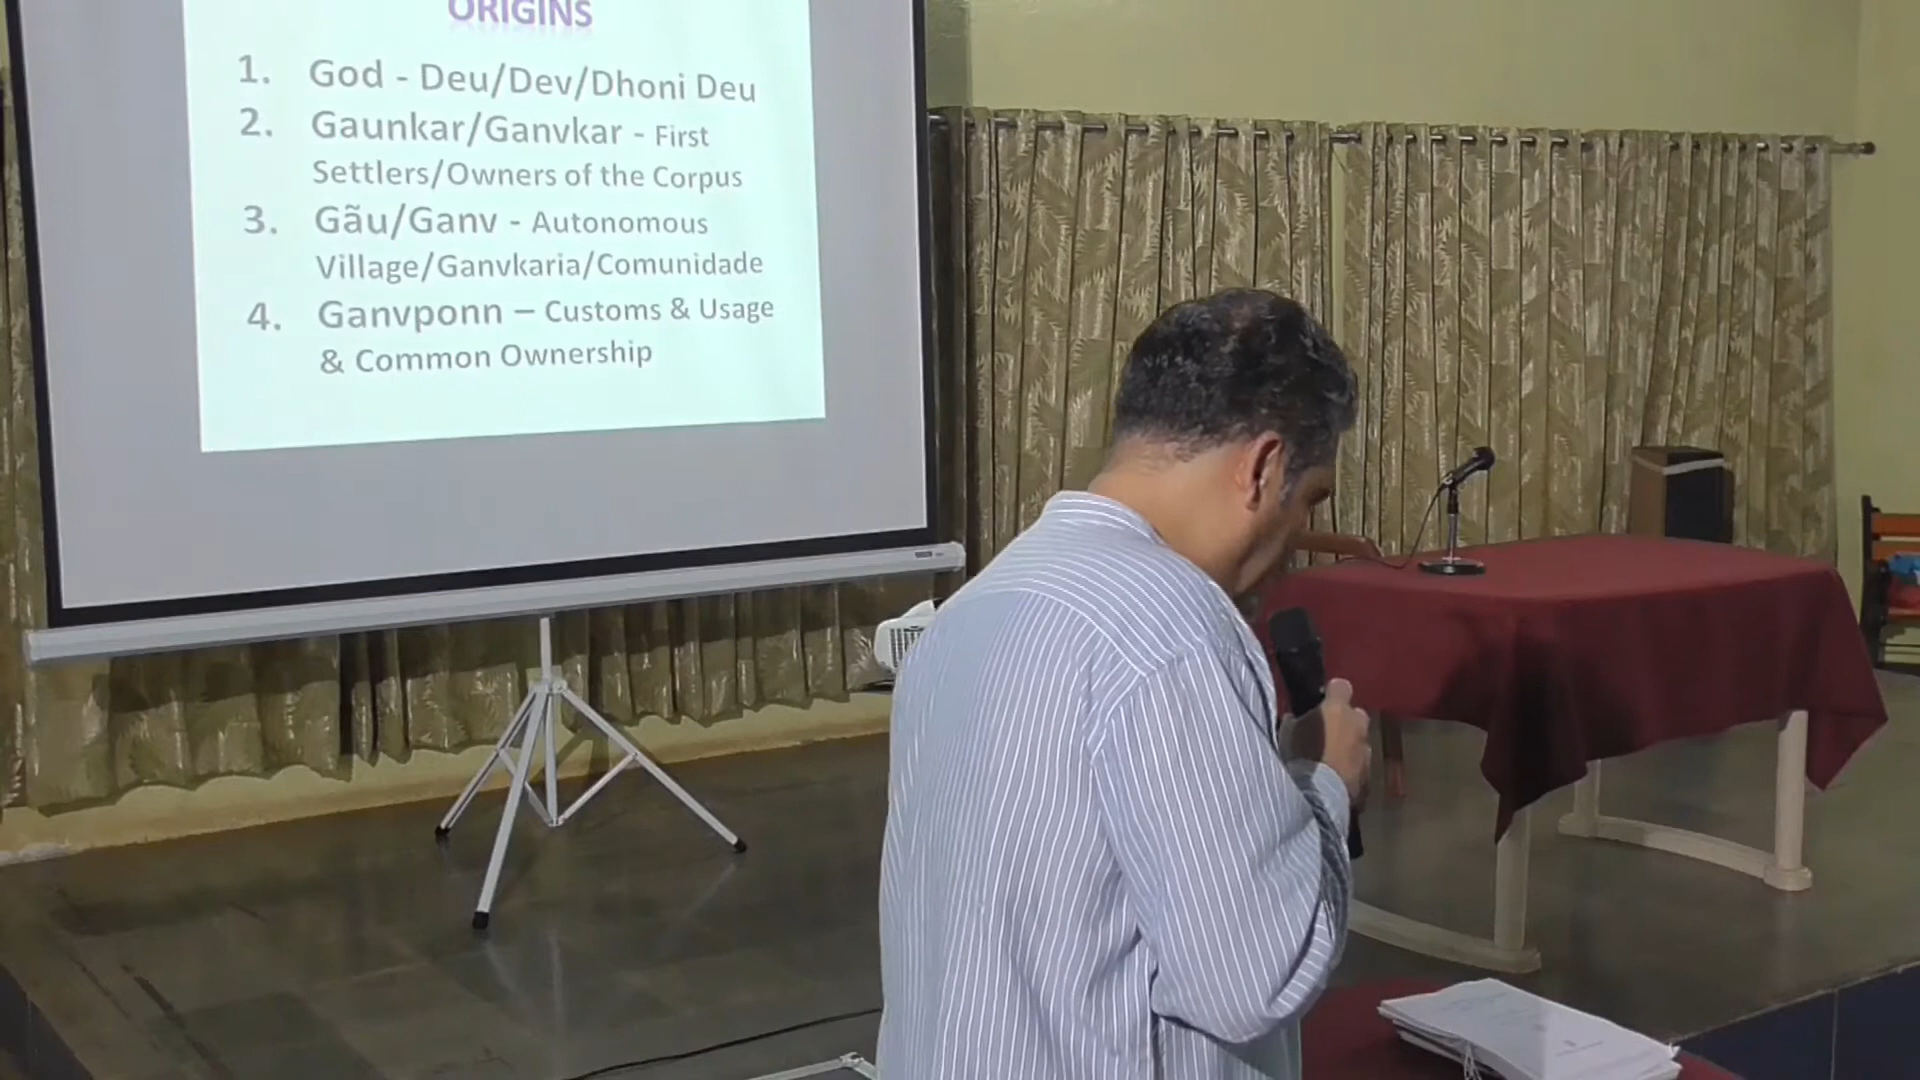 ORIGINS
1. God - Deu/Dev/Dhoni Deu
2. Gaunkar/Ganvkar - First
Settlers/Owners of the Corpus
3. Gãu/Ganv - Autonomous
Village/Ganvkaria/Comunidade
4. Ganvponn – Customs & Usage
& Common Ownership